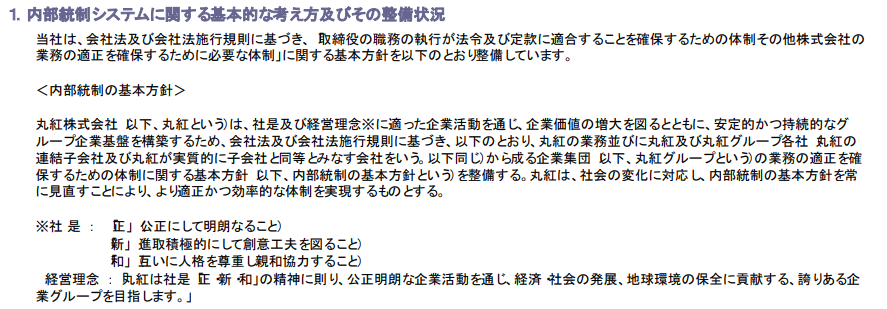 1. 内部統制システムに関する基本的な考え方及びその整備状況
当社は、会社法及び会社法施行規則に基づき、取締役の職務の執行が法令及び定款に適合することを確保するための体制その他株式会社の
業務の適正を確保するために必要な体制」に関する基本方針を以下のとおり整備しています。
＜内部統制の基本方針＞
丸紅株式会社 以下、丸紅という)は、社是及び経営理念※に適った企業活動を通じ、企業価値の増大を図るとともに、安定的かつ持続的なグ
ループ企業基盤を構築するため、会社法及び会社法施行規則に基づき、以下のとおり、丸紅の業務並びに丸紅及び丸紅グループ各社 丸紅の
連結子会社及び丸紅が実質的に子会社と同等とみなす会社をいう。以下同じ)から成る企業集団 以下、丸紅グループという)の業務の適正を確
保するための体制に関する基本方針 以下、内部統制の基本方針という)を整備する。丸紅は、社会の変化に対応し、内部統制の基本方針を常
に見直すことにより、より適正かつ効率的な体制を実現するものとする。
※社 是 ： 正」 公正にして明朗なること)
新」 進取積極的にして創意工夫を図ること)
和」 互いに人格を尊重し親和協力すること)
経営理念 ： 丸紅は社是 正・新・和」の精神に則り、公正明朗な企業活動を通じ、経済・社会の発展、地球環境の保全に貢献する、誇りある企
業グループを目指します。」